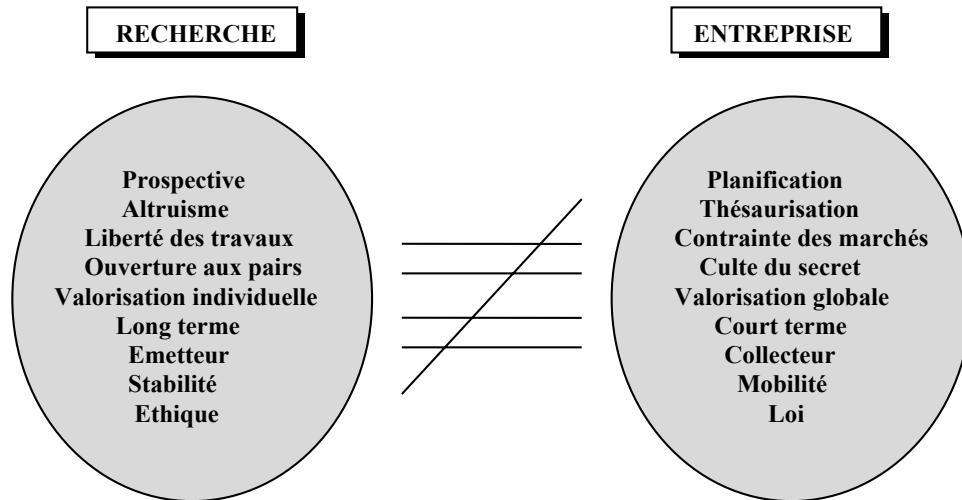 RECHERCHE
ENTREPRISE
Prospective
Altruisme
Liberté des travaux
Ouverture aux pairs
Valorisation individuelle
Long terme
Emetteur
Stabilité
Ethique
Planification
Thésaurisation
Contrainte des marchés
Culte du secret
Valorisation globale
Court terme
Collecteur
Mobilité
Loi